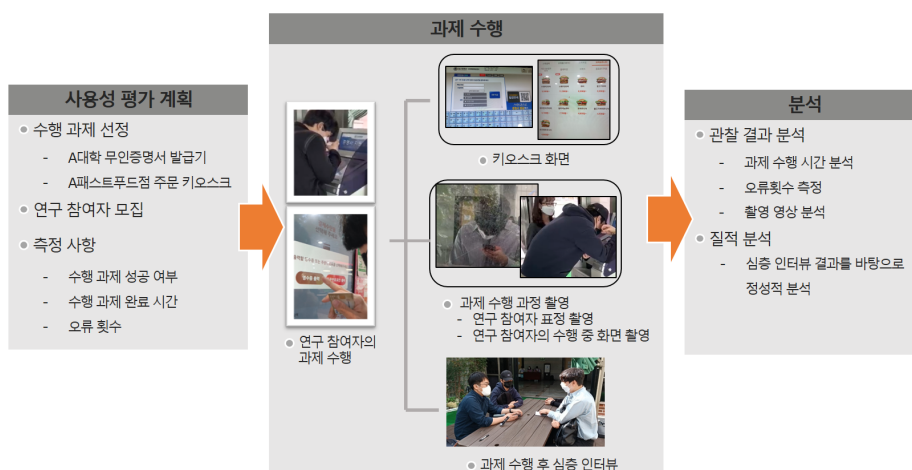 사용성 평가 계획
수행 과제 선정
- A대학 무인증명서 발급기
- A패스트푸드점 주문 키오스크
연구 참여자 모집
측정 사항
- 수행 과제 성공 여부
- 수행 과제 완료 시간
- 오류 횟수
과제 수행
연구 참여자의
과제 수행
키오스크 화면
과제 수행 과정 촬영
- 연구 참여자 표정 촬영
- 연구 참여자의 수행 중 화면 촬영
과제 수행 후 심층 인터뷰
분석
관찰 결과 분석
- 과제 수행 시간 분석
- 오류횟수 측정
- 촬영 영상 분석
질적 분석
- 심층 인터뷰 결과를 바탕으로
정성적 분석